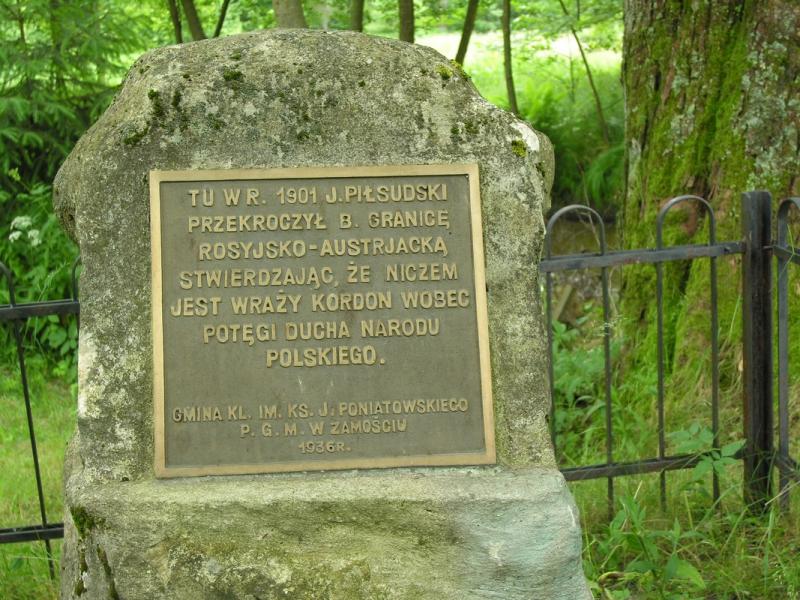 TU W R. 1901 J. PIŁSUDSKI
PRZEKROCZYŁ B. GRANICĘ
ROSYJSKO-AUSTRJACKĄ
STWIERDZAJĄC, ŻE NICZEM
JEST WRAŻY KORDON WOBEC
POTĘGI DUCHA NARODU
POLSKIEGO.
GMINA KL. IM. KS. J. PONIATOWSKIEGO
P. G. M. W ZAMOŚCIU
1936 R.